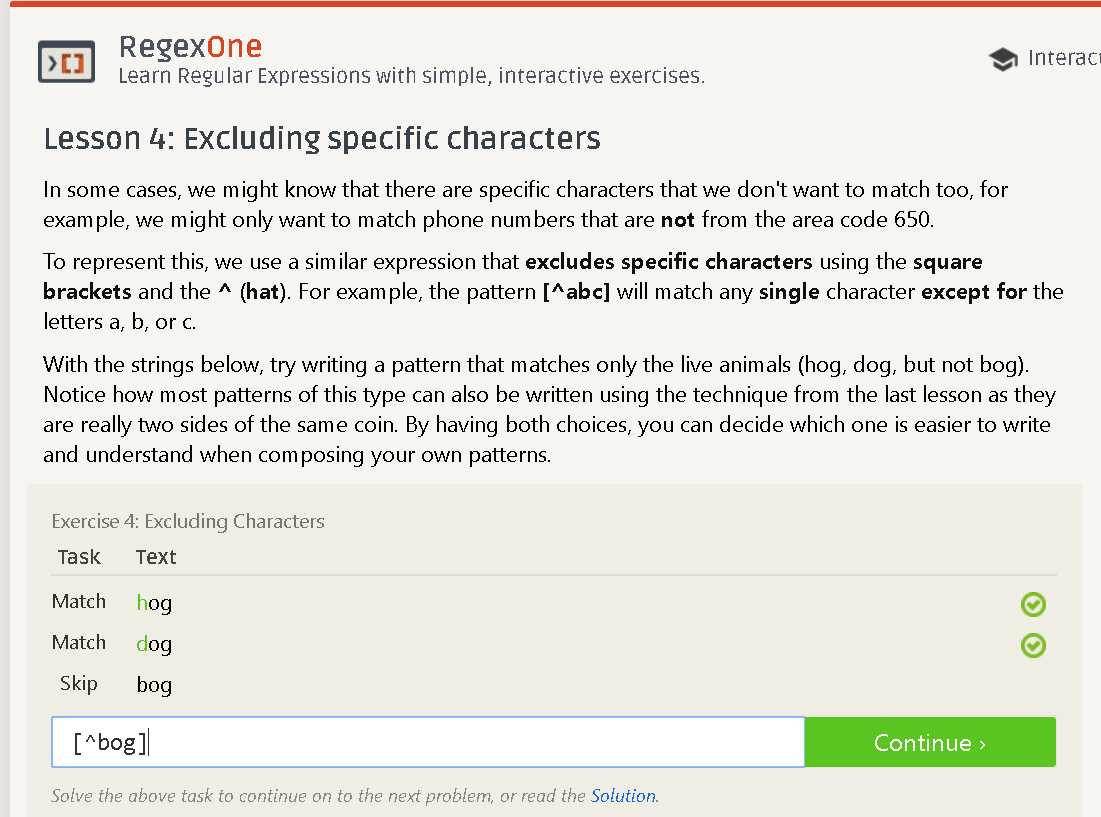 RegexOne
Learn Regular Expressions with simple, interactive exercises.
Interac
Lesson 4: Excluding specific characters
In some cases, we might know that there are specific characters that we don't want to match too, for
example, we might only want to match phone numbers that are not from the area code 650.
To represent this, we use a similar expression that excludes specific characters using the square
brackets and the ^ (hat). For example, the pattern [^abc] will match any single character except for the
letters a, b, or c.
With the strings below, try writing a pattern that matches only the live animals (hog, dog, but not bog).
Notice how most patterns of this type can also be written using the technique from the last lesson as they
are really two sides of the same coin. By having both choices, you can decide which one is easier to write
and understand when composing your own patterns.
Exercise 4: Excluding Characters
Task Text
Match hog
Match dog
Skip bog
[^bog]
Continue ›
Solve the above task to continue on to the next problem, or read the Solution.